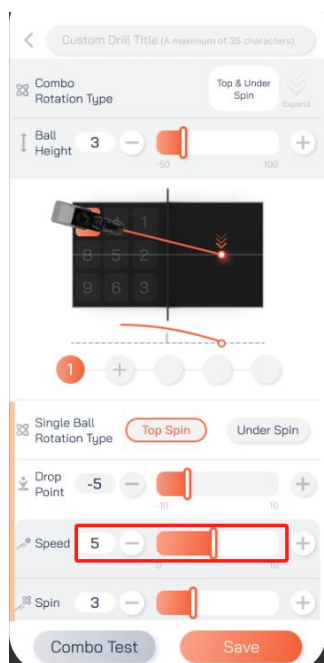 Custom Drill Title (A maximum of 35 characters)
Combo
Rotation Type
Top & Under
Spin
Expand
Ball
Height
3
-50
100
1
8 5 2
9 6 3
1
Single Ball
Rotation Type
Top Spin
Under Spin
Drop
Point
-5
-10
10
Speed
5
0
10
Spin
3
Combo Test
Save